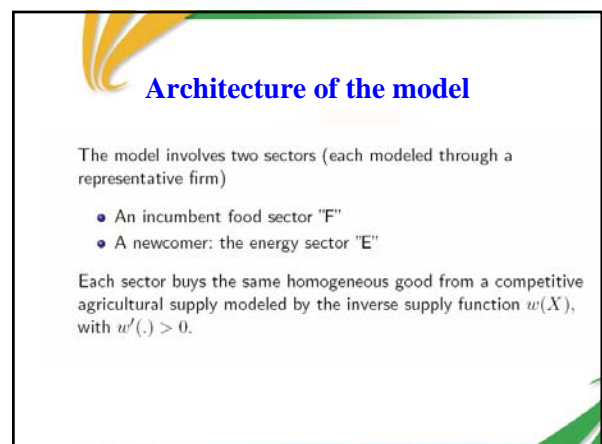 Architecture of the model
The model involves two sectors (each modeled through a
representative firm)
• An incumbent food sector "F"
• A newcomer: the energy sector "E"
Each sector buys the same homogeneous good from a competitive
agricultural supply modeled by the inverse supply function w(X),
with w′(.) > 0.